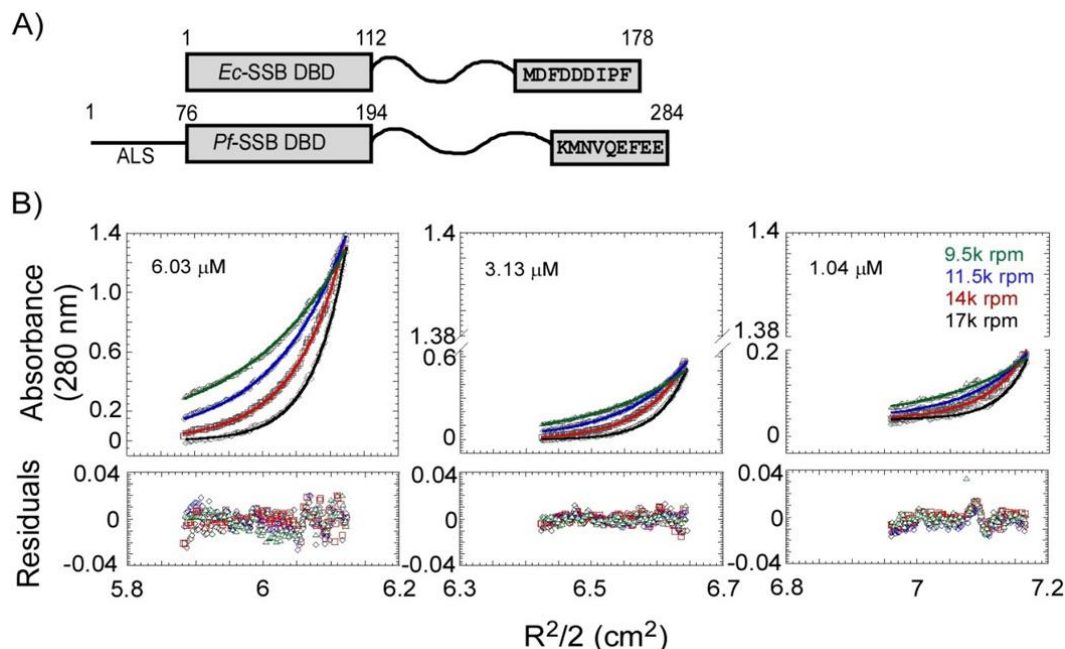 A)
1 112 178
Ec-SSB DBD MDFDDDIPF
1 76 194 284
ALS Pf-SSB DBD KMNVQEFEE
B)
Absorbance
(280 nm)
1.4
1.0
0.6
0.2
0
6.03 μM
1.4
1.38
0.6
0
3.13 μM
1.4
1.38
0.2
0
1.04 μM
9.5k rpm
11.5k rpm
14k rpm
17k rpm
Residuals
0.04
0
-0.04
0.04
0
-0.04
0.04
0
-0.04
5.8 6 6.2 6.3 6.5 6.7 6.8 7 7.2
R²/2 (cm²)